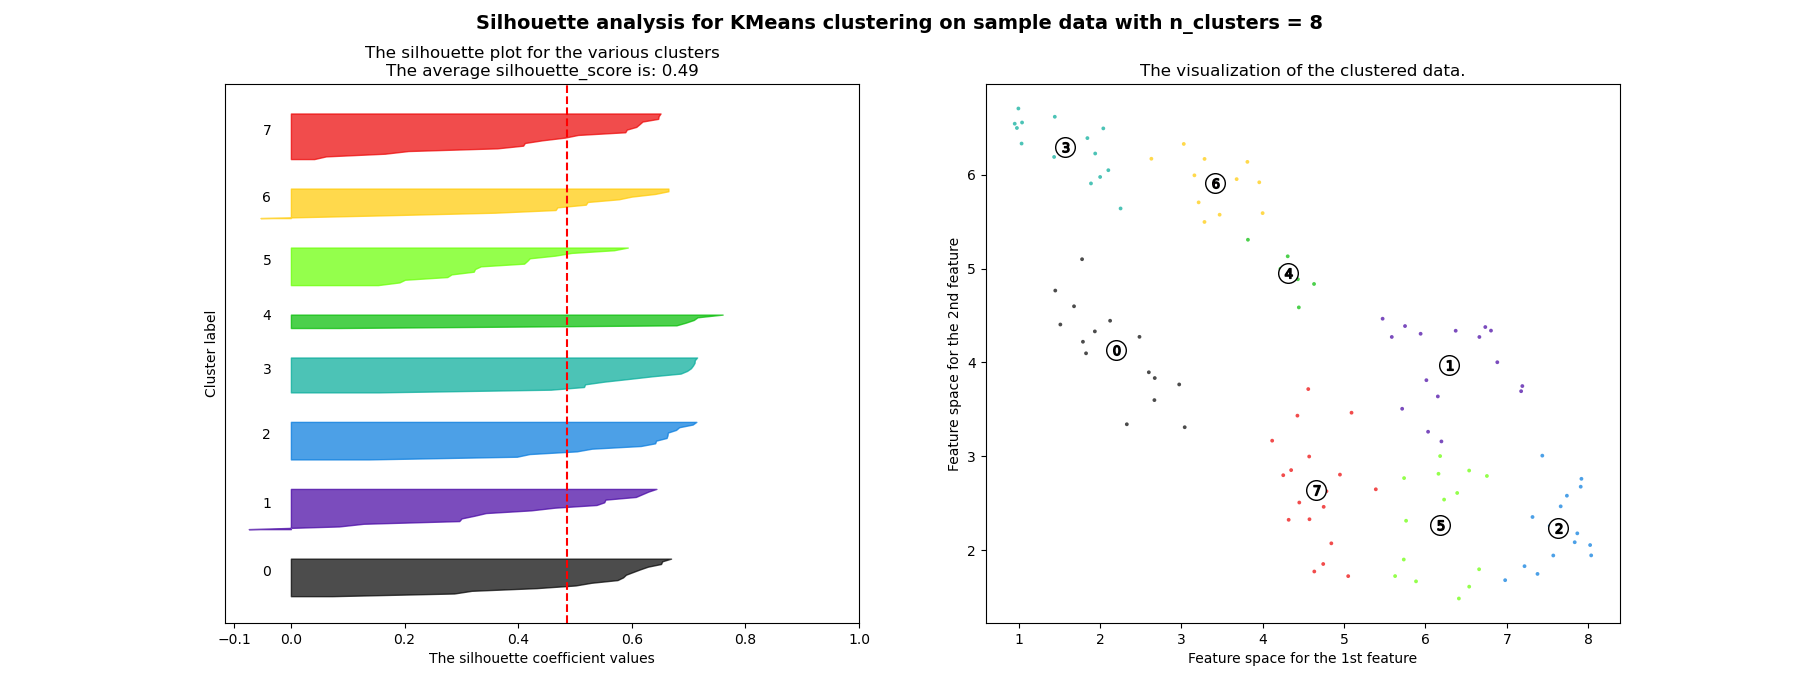 Silhouette analysis for KMeans clustering on sample data with n_clusters = 8
The silhouette plot for the various clusters
The average silhouette_score is: 0.49
7
6
5
4
3
2
1
0
Cluster label
−0.1 0.0 0.2 0.4 0.6 0.8 1.0
The silhouette coefficient values
The visualization of the clustered data.
6
5
4
3
2
Feature space for the 2nd feature
3
6
4
0
1
7
5
2
1 2 3 4 5 6 7 8
Feature space for the 1st feature